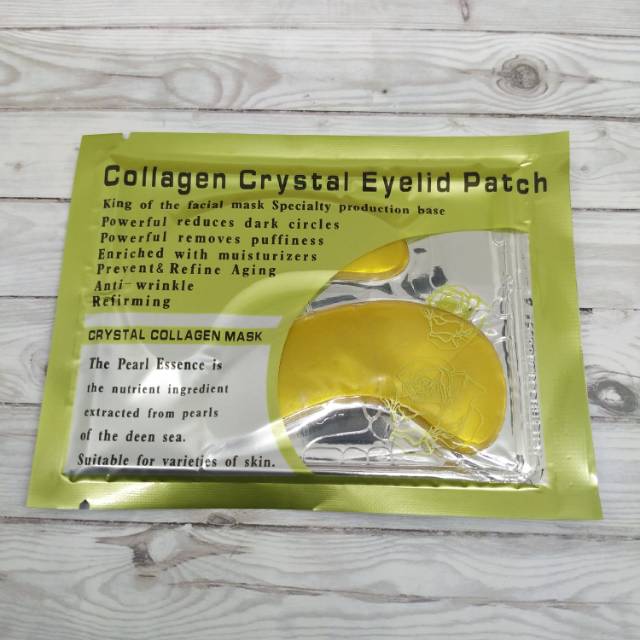 Collagen Crystal Eyelid Patch
King of the facial mask Specialty production base
Powerful reduces dark circles
Powerful removes puffiness
Enriched with muisturizers
Prevent& Refine Aging
Anti-wrinkle
Refirming
CRYSTAL COLLAGEN MASK
The Pearl Essence is
the nutrient ingredient
extracted from pearls
of the deen sea.
Suitable for varieties of skin.